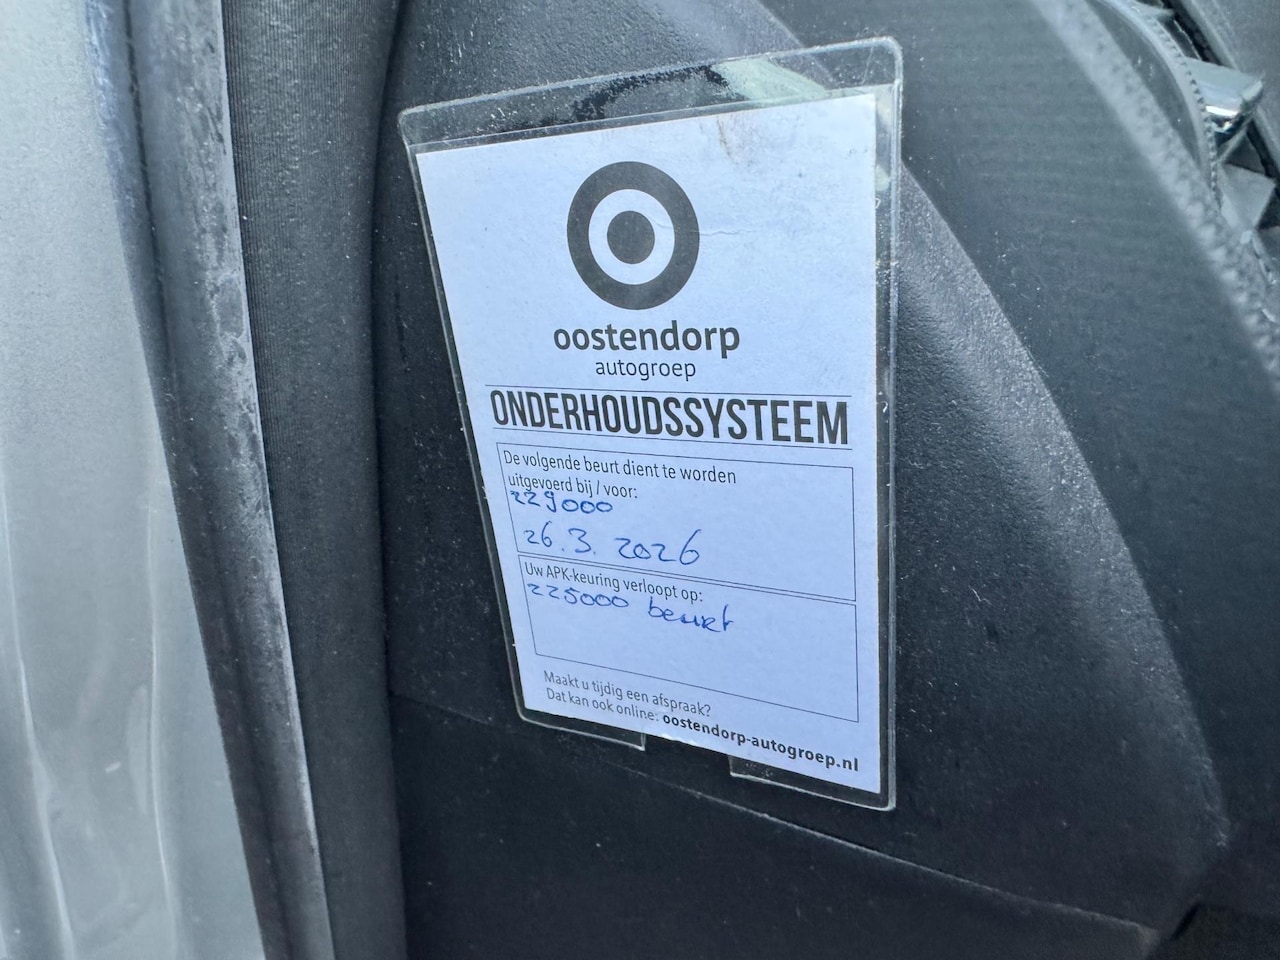 oostendorp
autogroep
ONDERHOUDSSYSTEEM
De volgende beurt dient te worden
uitgevoerd bij / voor:
229000
26.3.2026
Uw APK-keuring verloopt op:
225000 beurt
Maakt u tijdig een afspraak?
Dat kan ook online: oostendorp-autogroep.nl